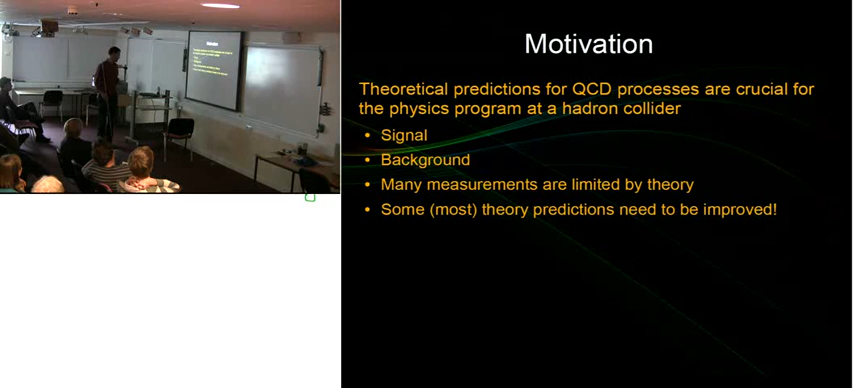 Motivation
Theoretical predictions for QCD processes are crucial for
the physics program at a hadron collider
• Signal
• Background
• Many measurements are limited by theory
• Some (most) theory predictions need to be improved!